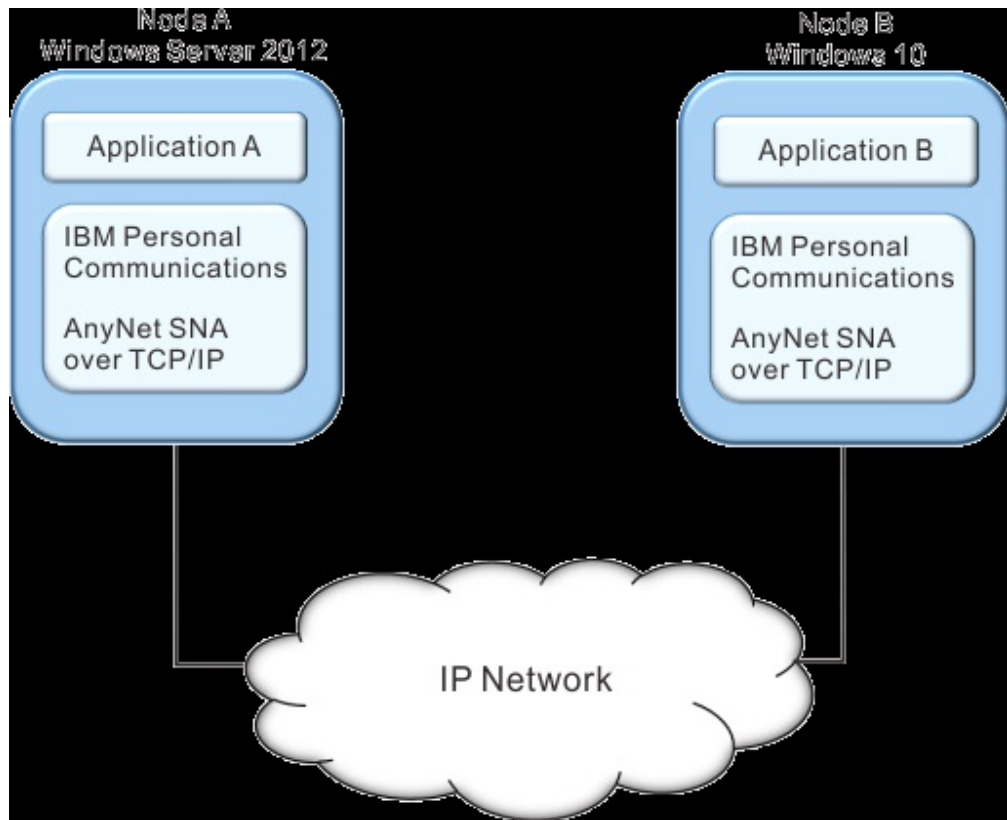 Node A
Windows Server 2012
Application A
IBM Personal
Communications
AnyNet SNA
over TCP/IP
Node B
Windows 10
Application B
IBM Personal
Communications
AnyNet SNA
over TCP/IP
IP Network